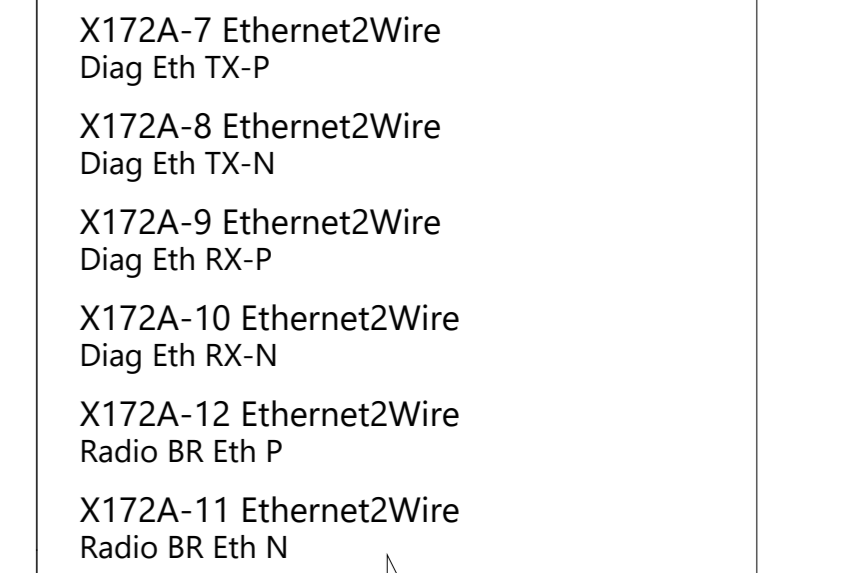 X172A-7 Ethernet2Wire
Diag Eth TX-P
X172A-8 Ethernet2Wire
Diag Eth TX-N
X172A-9 Ethernet2Wire
Diag Eth RX-P
X172A-10 Ethernet2Wire
Diag Eth RX-N
X172A-12 Ethernet2Wire
Radio BR Eth P
X172A-11 Ethernet2Wire
Radio BR Eth N